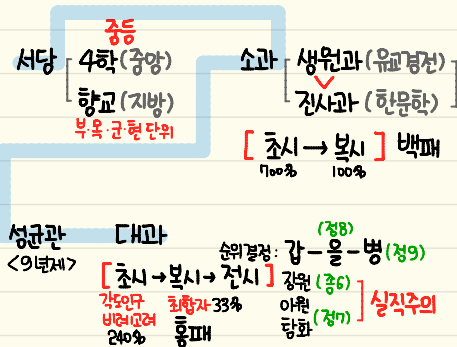 중등
서당 4학(중앙) 소과 생원과(유교경전)
향교(지방) 진사과(한문학)
부·목·군·현 단위
[초시→복시] 백패
700名 100名
성균관 대과
<9년제>
(정8)
순위결정: 갑-을-병(정9)
[초시→복시→전시] 장원(종6)
각도인구 최합자 33名 아원
비례고려 탐화(정7)
240名 홍패 실직주의